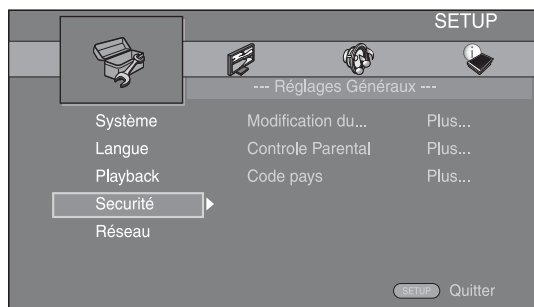 SETUP
--- Réglages Généraux ---
Système Modification du... Plus...
Langue Controle Parental Plus...
Playback Code pays Plus...
Securité
Réseau
SETUP Quitter